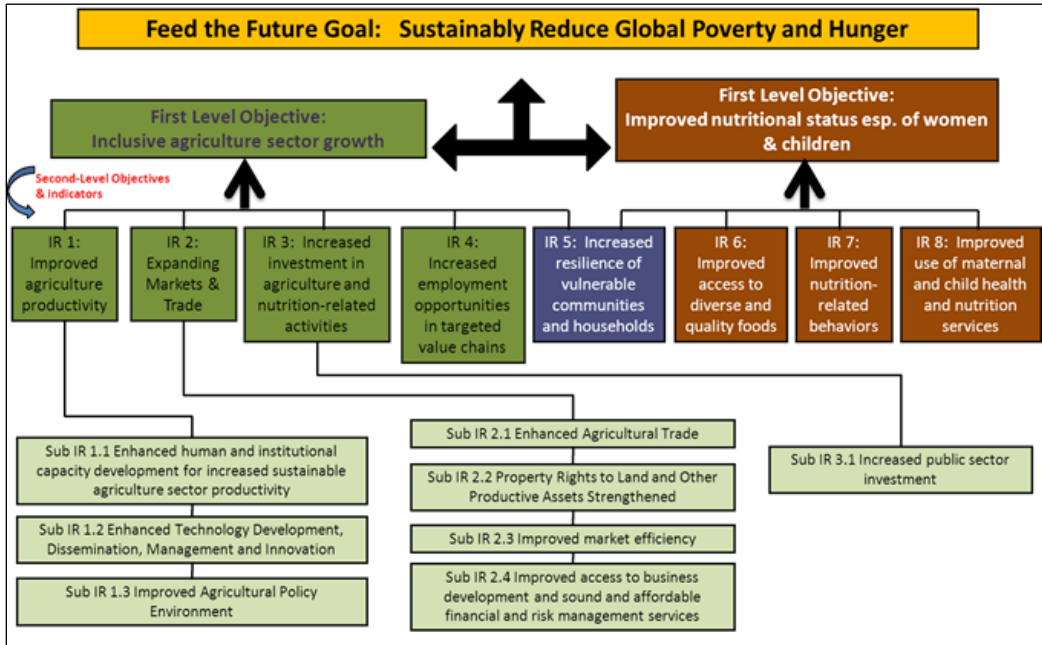 Feed the Future Goal:   Sustainably Reduce Global Poverty and Hunger
First Level Objective:
Inclusive agriculture sector growth
First Level Objective:
Improved nutritional status esp. of women
& children
Second-Level Objectives
& indicators
IR 1:
Improved
agriculture
productivity
IR 2:
Expanding
Markets &
Trade
IR 3: Increased
investment in
agriculture and
nutrition-related
activities
IR 4:
Increased
employment
opportunities
in targeted
value chains
IR 5: Increased
resilience of
vulnerable
communities
and households
IR 6:
Improved
access to
diverse and
quality foods
IR 7:
Improved
nutrition-
related
behaviors
IR 8: Improved
use of maternal
and child health
and nutrition
services
Sub IR 1.1 Enhanced human and institutional
capacity development for increased sustainable
agriculture sector productivity
Sub IR 1.2 Enhanced Technology Development,
Dissemination, Management and Innovation
Sub IR 1.3 Improved Agricultural Policy
Environment
Sub IR 2.1 Enhanced Agricultural Trade
Sub IR 2.2 Property Rights to Land and Other
Productive Assets Strengthened
Sub IR 2.3 Improved market efficiency
Sub IR 2.4 Improved access to business
development and sound and affordable
financial and risk management services
Sub IR 3.1 Increased public sector
investment